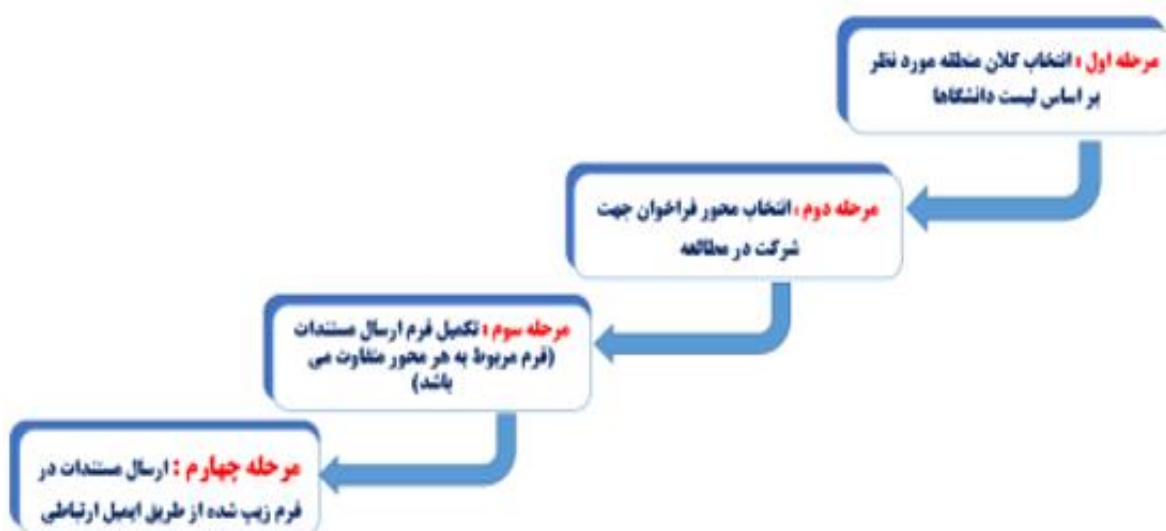 مرحله اول : انتخاب کلان منطقه مورد نظر
بر اساس لیست دانشگاها
مرحله دوم : انتخاب محور فراخوان جهت
شرکت در مطالعه
مرحله سوم : تکمیل فرم ارسال مستندات
(فرم مربوط به هر محور متفاوت می
باشد)
مرحله چهارم : ارسال مستندات در
فرم زیپ شده از طریق ایمیل ارتباطی